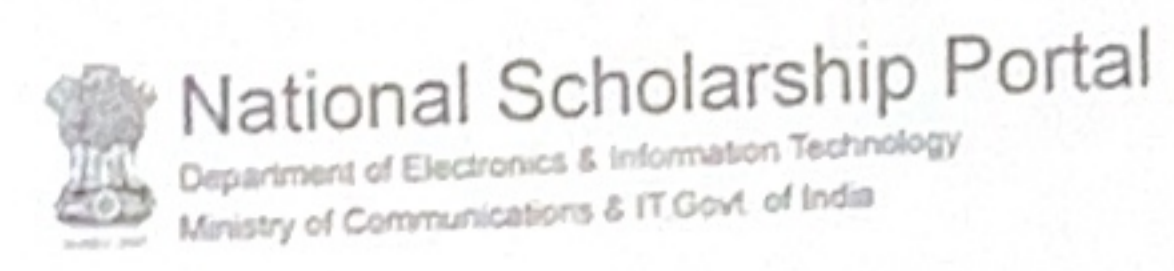 National Scholarship Portal
Department of Electronics & Information Technology
Ministry of Communications & IT Govt. of India